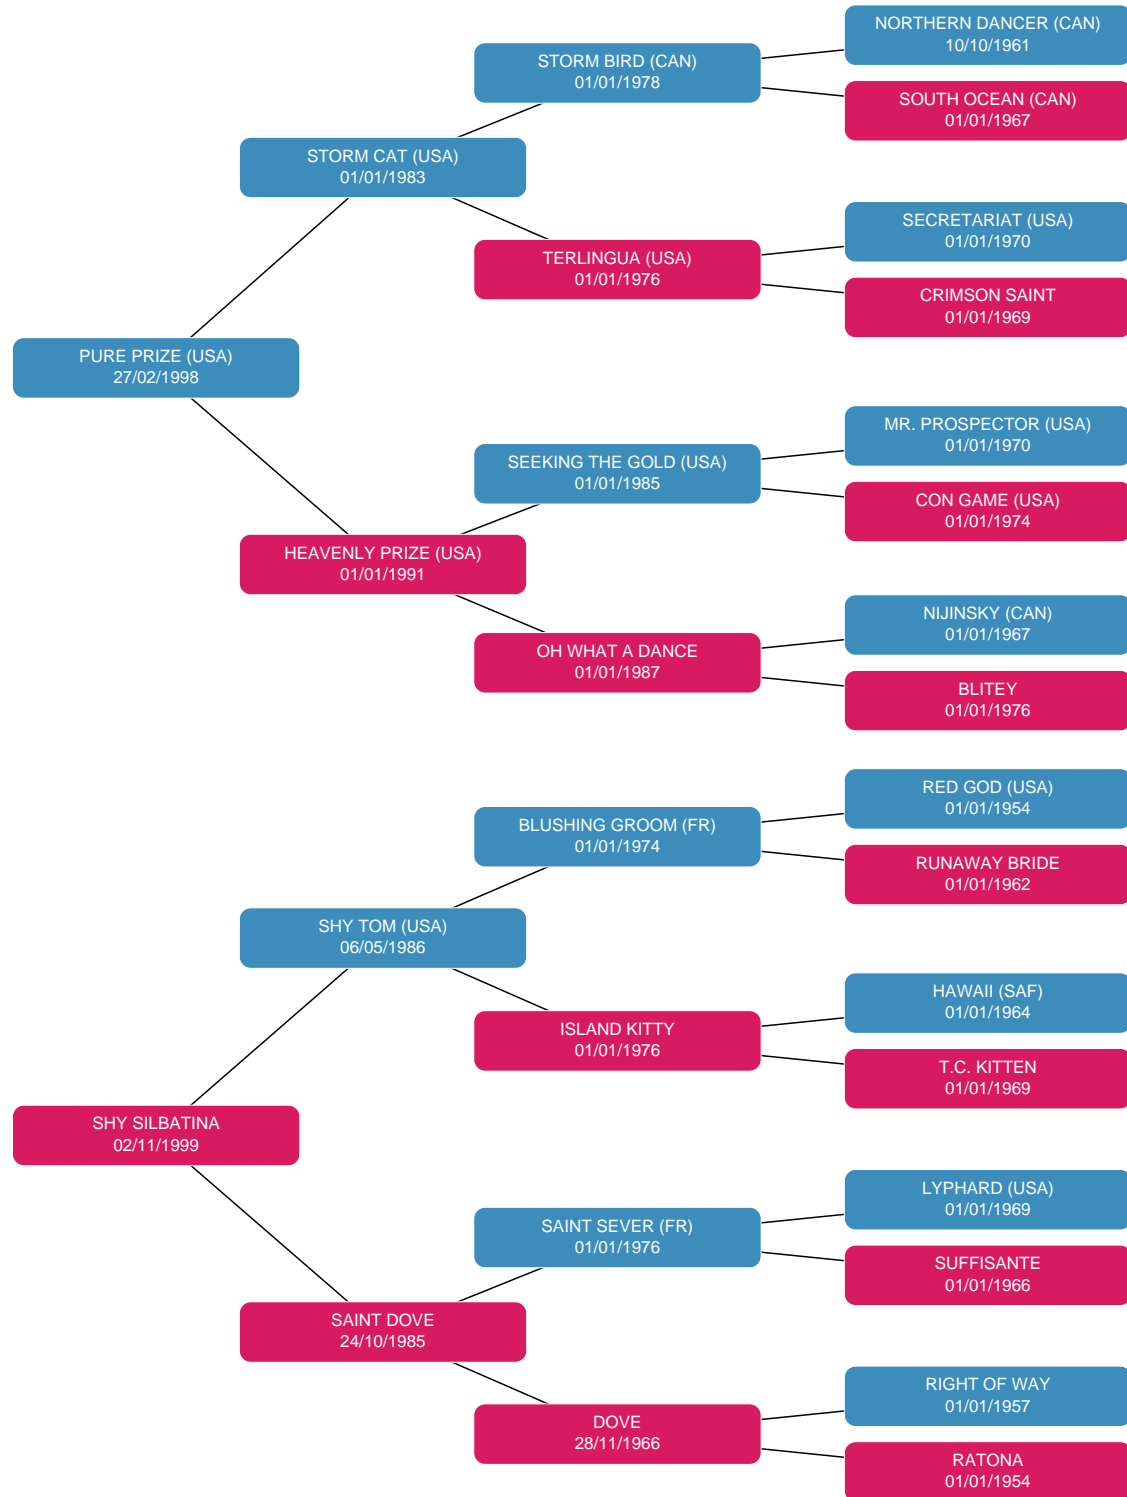 NORTHERN DANCER (CAN)
10/10/1961
STORM BIRD (CAN)
01/01/1978
SOUTH OCEAN (CAN)
01/01/1967
STORM CAT (USA)
01/01/1983
SECRETARIAT (USA)
01/01/1970
TERLINGUA (USA)
01/01/1976
CRIMSON SAINT
01/01/1969
PURE PRIZE (USA)
27/02/1998
MR. PROSPECTOR (USA)
01/01/1970
SEEKING THE GOLD (USA)
01/01/1985
CON GAME (USA)
01/01/1974
HEAVENLY PRIZE (USA)
01/01/1991
NIJINSKY (CAN)
01/01/1967
OH WHAT A DANCE
01/01/1987
BLITEY
01/01/1976
RED GOD (USA)
01/01/1954
BLUSHING GROOM (FR)
01/01/1974
RUNAWAY BRIDE
01/01/1962
SHY TOM (USA)
06/05/1986
HAWAII (SAF)
01/01/1964
ISLAND KITTY
01/01/1976
T.C. KITTEN
01/01/1969
SHY SILBATINA
02/11/1999
LYPHARD (USA)
01/01/1969
SAINT SEVER (FR)
01/01/1976
SUFFISANTE
01/01/1966
SAINT DOVE
24/10/1985
RIGHT OF WAY
01/01/1957
DOVE
28/11/1966
RATONA
01/01/1954